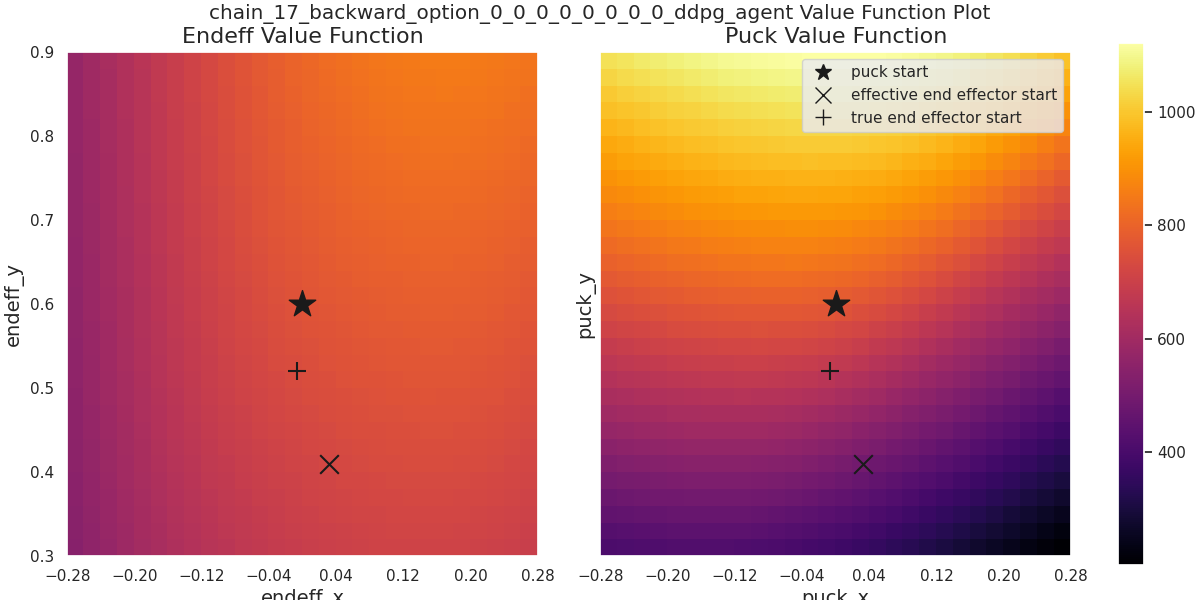 chain_17_backward_option_0_0_0_0_0_0_0_0_ddpg_agent Value Function Plot
Endeff Value Function
Puck Value Function
puck start
effective end effector start
true end effector start
endeff_y
0.9
0.8
0.7
0.6
0.5
0.4
0.3
−0.28 −0.20 −0.12 −0.04 0.04 0.12 0.20 0.28
endeff_x
puck_y
−0.28 −0.20 −0.12 −0.04 0.04 0.12 0.20 0.28
puck_x
1000
800
600
400